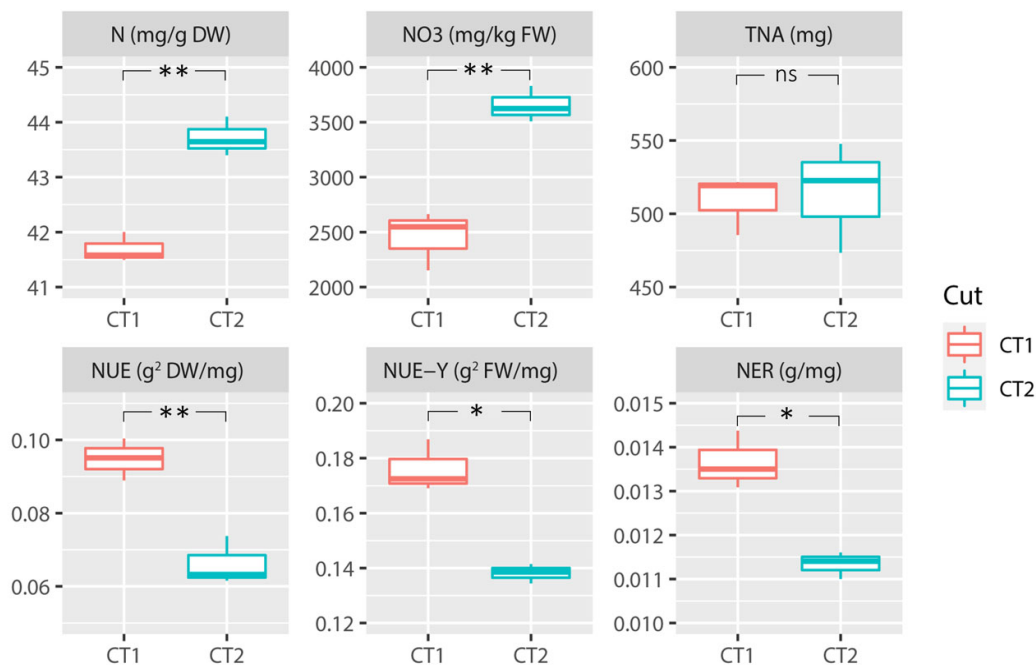 N (mg/g DW)
NO3 (mg/kg FW)
TNA (mg)
45
44
43
42
41
**
CT1 CT2
4000
3500
3000
2500
2000
**
CT1 CT2
600
550
500
450
ns
CT1 CT2
NUE (g² DW/mg)
NUE−Y (g² FW/mg)
NER (g/mg)
0.10
0.08
0.06
**
CT1 CT2
0.20
0.18
0.16
0.14
0.12
*
CT1 CT2
0.015
0.014
0.013
0.012
0.011
0.010
*
CT1 CT2
Cut
CT1
CT2